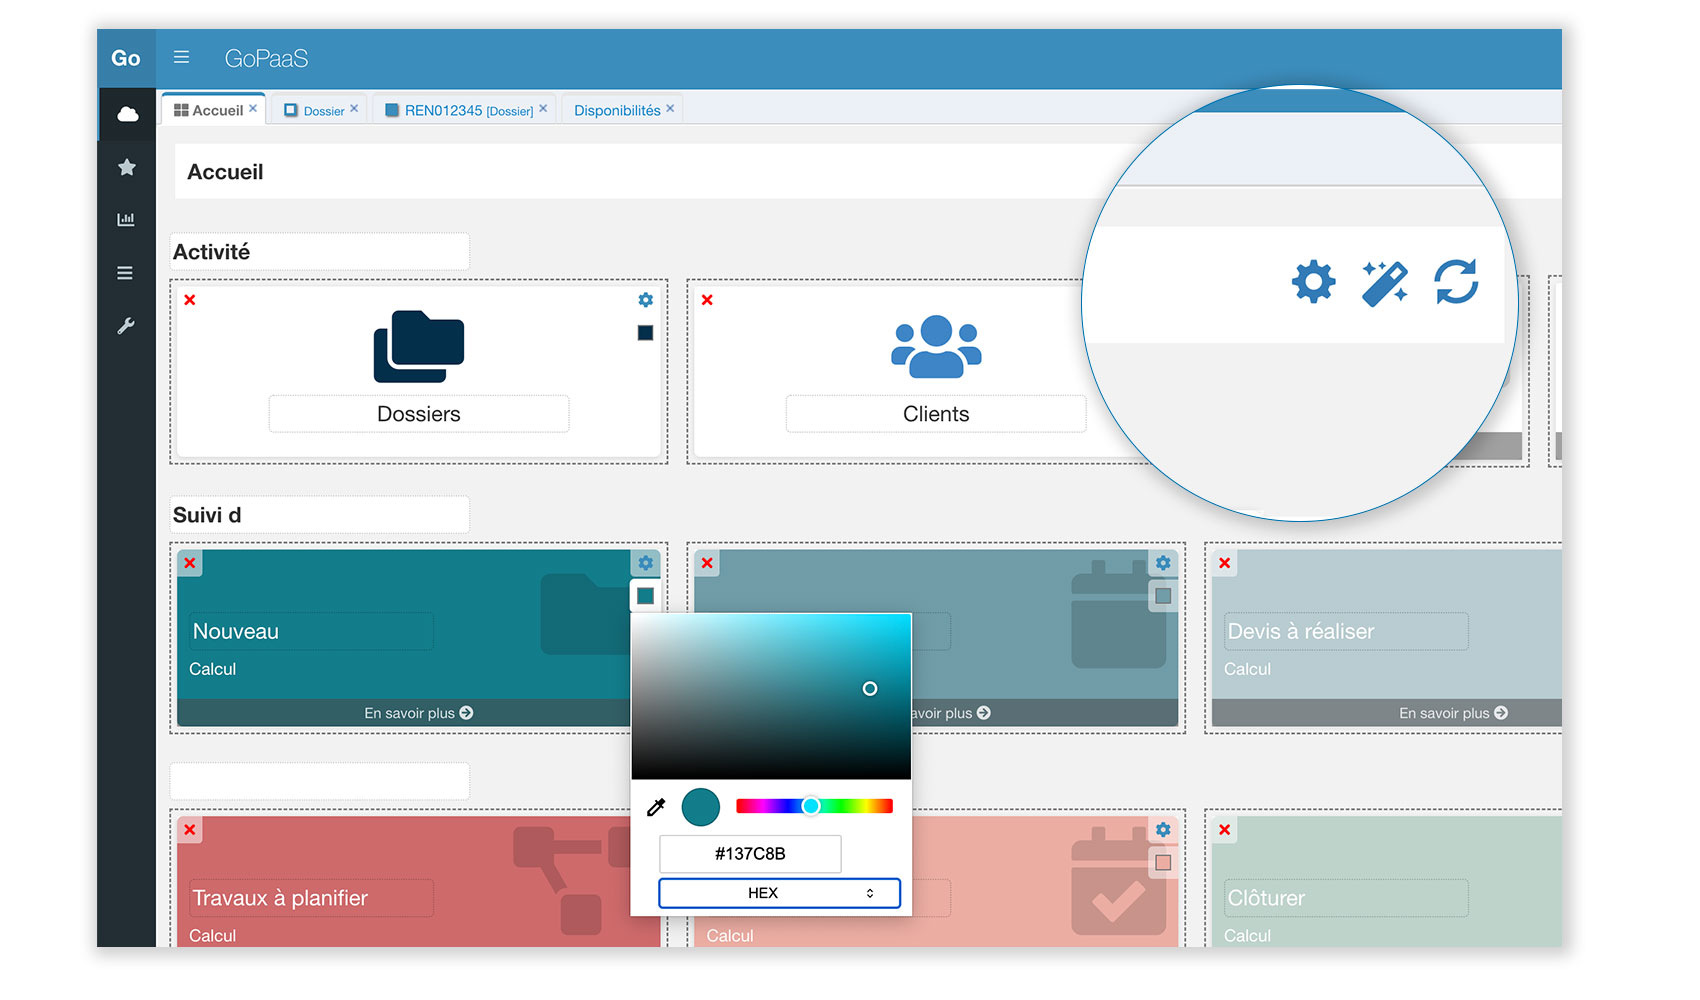 Go
GoPaaS
Accueil
Dossier
REN012345 [Dossier]
Disponibilités
Accueil
Activité
Dossiers
Clients
Suivi d
Nouveau
Calcul
En savoir plus
avoir plus
Devis à réaliser
Calcul
En savoir plus
#137C8B
HEX
Travaux à planifier
Calcul
Calcul
Clôturer
Calcul